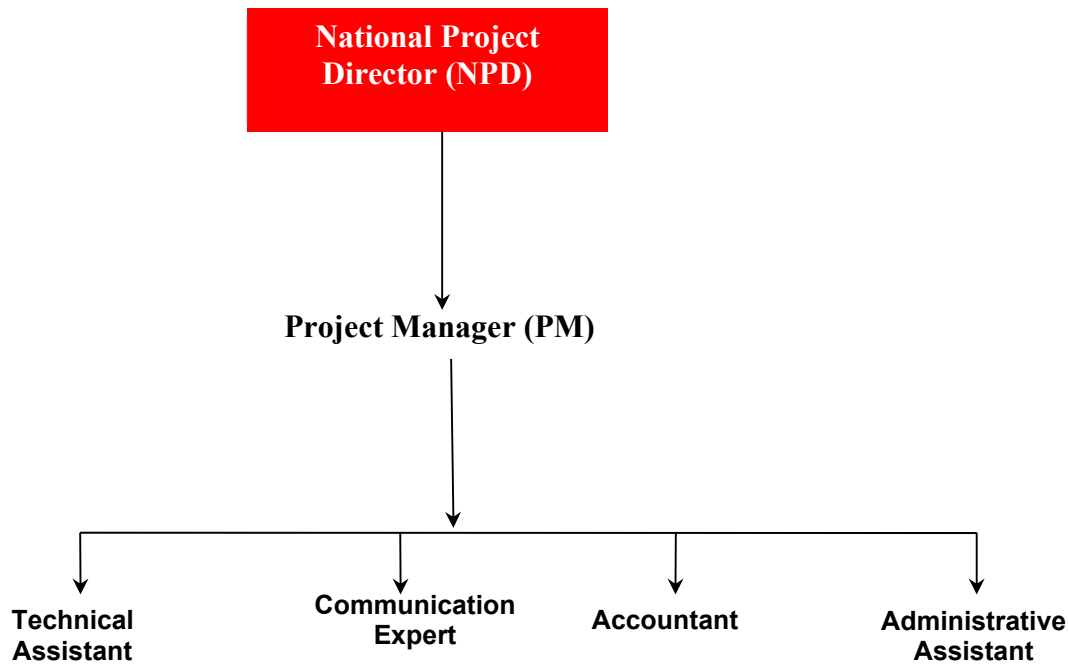 National Project
Director (NPD)
Project Manager (PM)
Technical
Assistant
Communication
Expert
Accountant
Administrative
Assistant